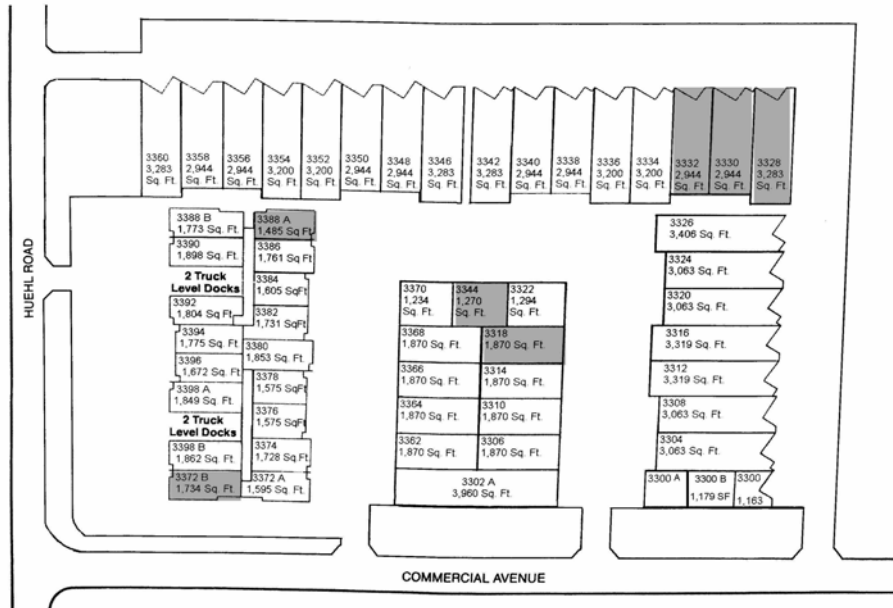 3360
3,283
Sq. Ft.
3358
2,944
Sq. Ft.
3356
2,944
Sq. Ft.
3354
3,200
Sq. Ft.
3352
3,200
Sq. Ft.
3350
2,944
Sq. Ft.
3348
2,944
Sq. Ft.
3346
3,283
Sq. Ft.
3342
3,283
Sq. Ft.
3340
2,944
Sq. Ft.
3338
2,944
Sq. Ft.
3336
3,200
Sq. Ft.
3334
3,200
Sq. Ft.
3332
2,944
Sq. Ft.
3330
2,944
Sq. Ft.
3328
3,283
Sq. Ft.
HUEHL ROAD
3388 B
1,773 Sq. Ft.
3390
1,898 Sq. Ft.
2 Truck
Level Docks
3392
1,804 Sq. Ft.
3394
1,775 Sq. Ft.
3396
1,672 Sq. Ft.
3398 A
1,849 Sq. Ft.
2 Truck
Level Docks
3398 B
1,862 Sq. Ft.
3372 B
1,734 Sq. Ft.
3388 A
1,485 Sq Ft.
3386
1,761 Sq Ft.
3384
1,605 SqFt
3382
1,731 SqFt
3380
1,853 Sq. Ft.
3378
1,575 SqFt
3376
1,575 SqFt
3374
1,728 Sq.Ft.
3372 A
1,595 Sq. Ft.
3370
1,234
Sq. Ft.
3344
1,270
Sq. Ft.
3322
1,294
Sq. Ft.
3368
1,870 Sq. Ft.
3318
1,870 Sq. Ft.
3366
1,870 Sq. Ft.
3314
1,870 Sq. Ft.
3364
1,870 Sq. Ft.
3310
1,870 Sq. Ft.
3362
1,870 Sq. Ft.
3306
1,870 Sq. Ft.
3302 A
3,960 Sq. Ft.
3326
3,406 Sq. Ft.
3324
3,063 Sq. Ft.
3320
3,063 Sq. Ft.
3316
3,319 Sq. Ft.
3312
3,319 Sq. Ft.
3308
3,063 Sq. Ft.
3304
3,063 Sq. Ft.
3300 A
3300 B
1,179 SF
3300
1,163
COMMERCIAL AVENUE